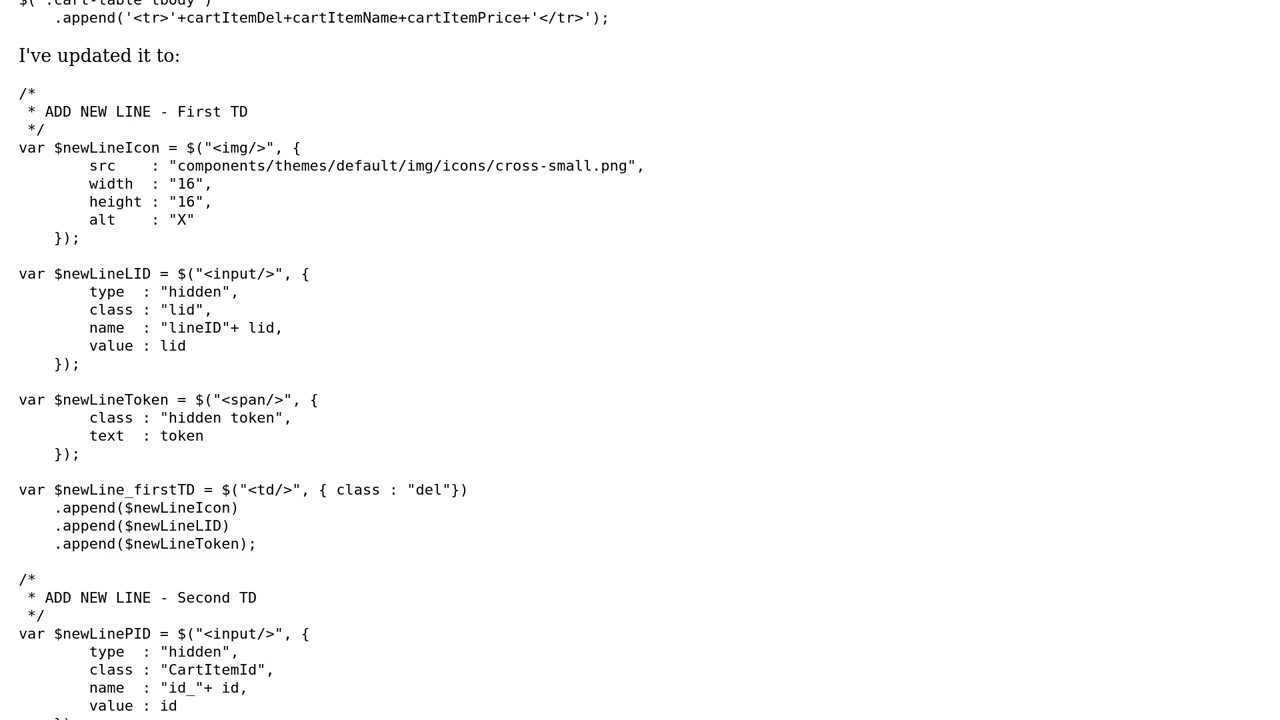 $(".cart-table tbody")
    .append('<tr>'+cartItemDel+cartItemName+cartItemPrice+'</tr>');
I've updated it to:
/*
 * ADD NEW LINE - First TD
 */
var $newLineIcon = $("<img/>", {
        src    : "components/themes/default/img/icons/cross-small.png",
        width  : "16",
        height : "16",
        alt    : "X"
    });
var $newLineLID = $("<input/>", {
        type  : "hidden",
        class : "lid",
        name  : "lineID"+ lid,
        value : lid
    });
var $newLineToken = $("<span/>", {
        class : "hidden token",
        text  : token
    });
var $newLine_firstTD = $("<td/>", { class : "del"})
    .append($newLineIcon)
    .append($newLineLID)
    .append($newLineToken);
/*
 * ADD NEW LINE - Second TD
 */
var $newLinePID = $("<input/>", {
        type  : "hidden",
        class : "CartItemId",
        name  : "id_"+ id,
        value : id